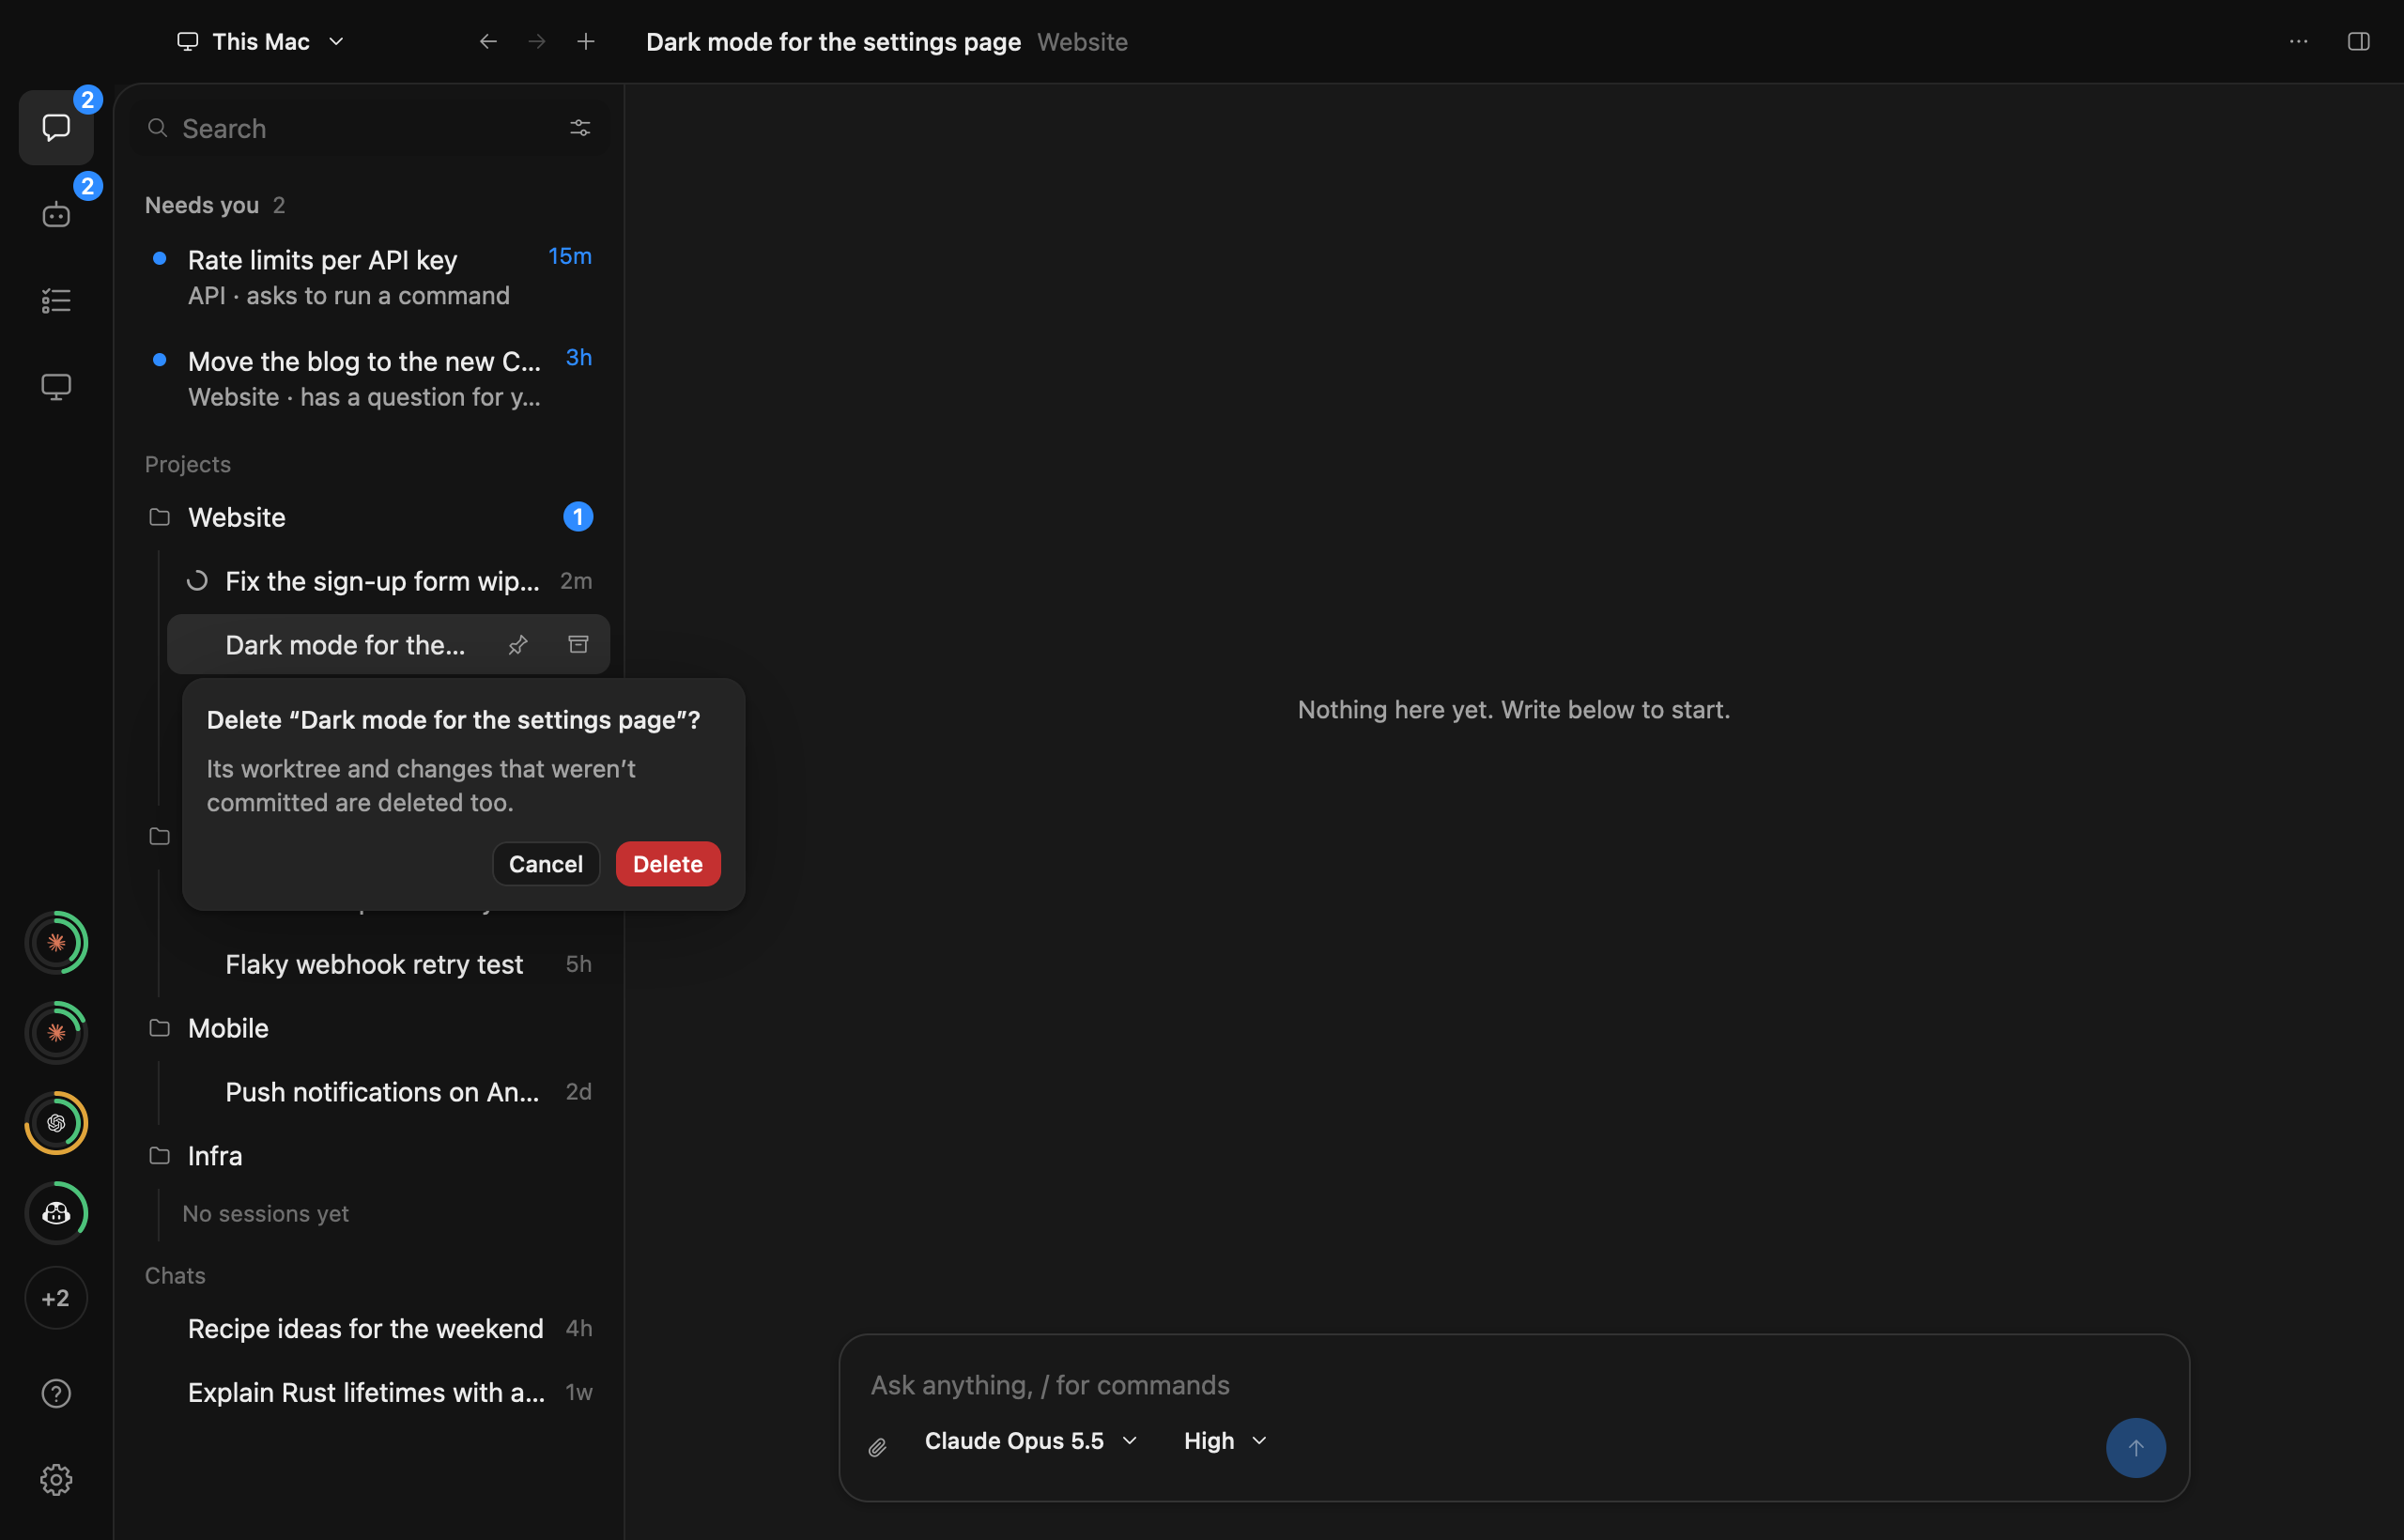 This Mac
Dark mode for the settings page Website
2
Search
2
Needs you 2
Rate limits per API key 15m
API · asks to run a command
Move the blog to the new C... 3h
Website · has a question for y...
Projects
Website 1
Fix the sign-up form wip... 2m
Dark mode for the...
Delete “Dark mode for the settings page”?
Its worktree and changes that weren’t
committed are deleted too.
Cancel Delete
Flaky webhook retry test 5h
Mobile
Push notifications on An... 2d
Infra
No sessions yet
Chats
+2
Recipe ideas for the weekend 4h
Explain Rust lifetimes with a... 1w
Nothing here yet. Write below to start.
Ask anything, / for commands
Claude Opus 5.5 High